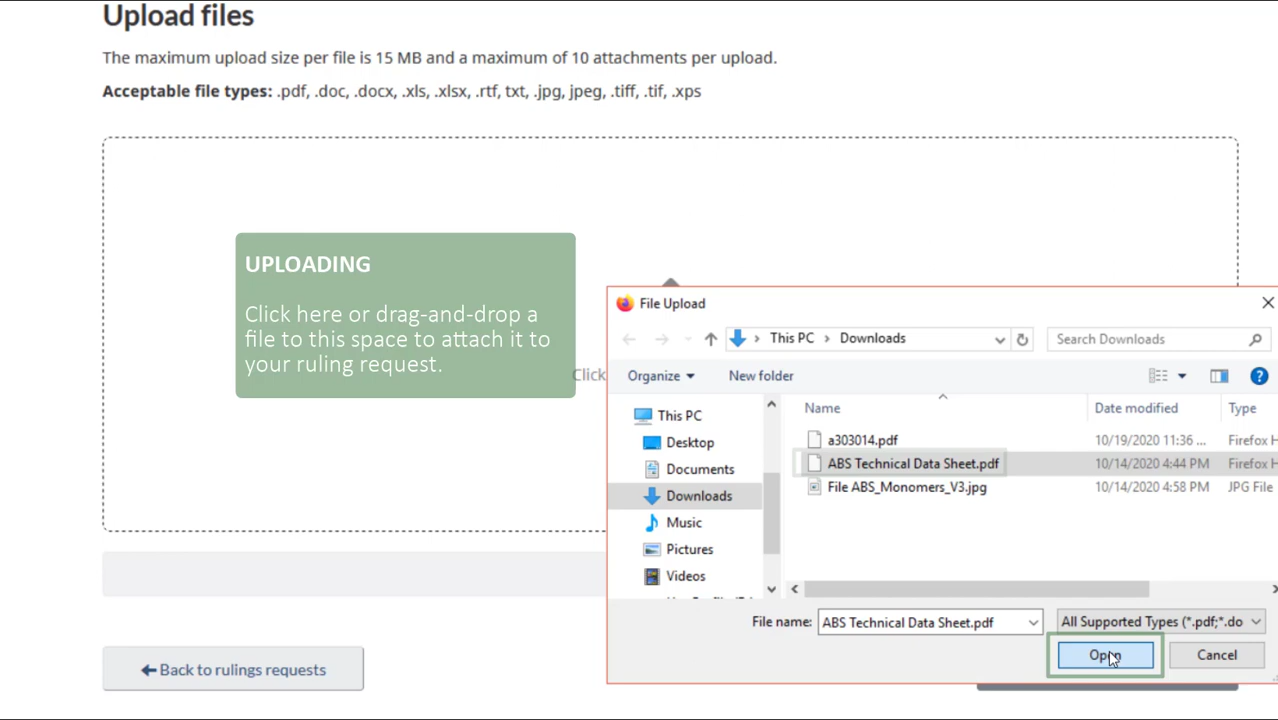 Upload files
The maximum upload size per file is 15 MB and a maximum of 10 attachments per upload.
Acceptable file types: .pdf, .doc, .docx, .xls, .xlsx, .rtf, txt, .jpg, jpeg, .tiff, .tif, .xps
UPLOADING
Click here or drag-and-drop a
file to this space to attach it to
your ruling request.
Click
File Upload
This PC > Downloads
Search Downloads
Organize
New folder
This PC
Desktop
Documents
Downloads
Music
Pictures
Videos
Name Date modified Type
a303014.pdf 10/19/2020 11:36 ... Firefox H
ABS Technical Data Sheet.pdf 10/14/2020 4:44 PM Firefox H
File ABS_Monomers_V3.jpg 10/14/2020 4:58 PM JPG File
File name: ABS Technical Data Sheet.pdf
All Supported Types (*.pdf;*.do
Open
Cancel
Back to rulings requests